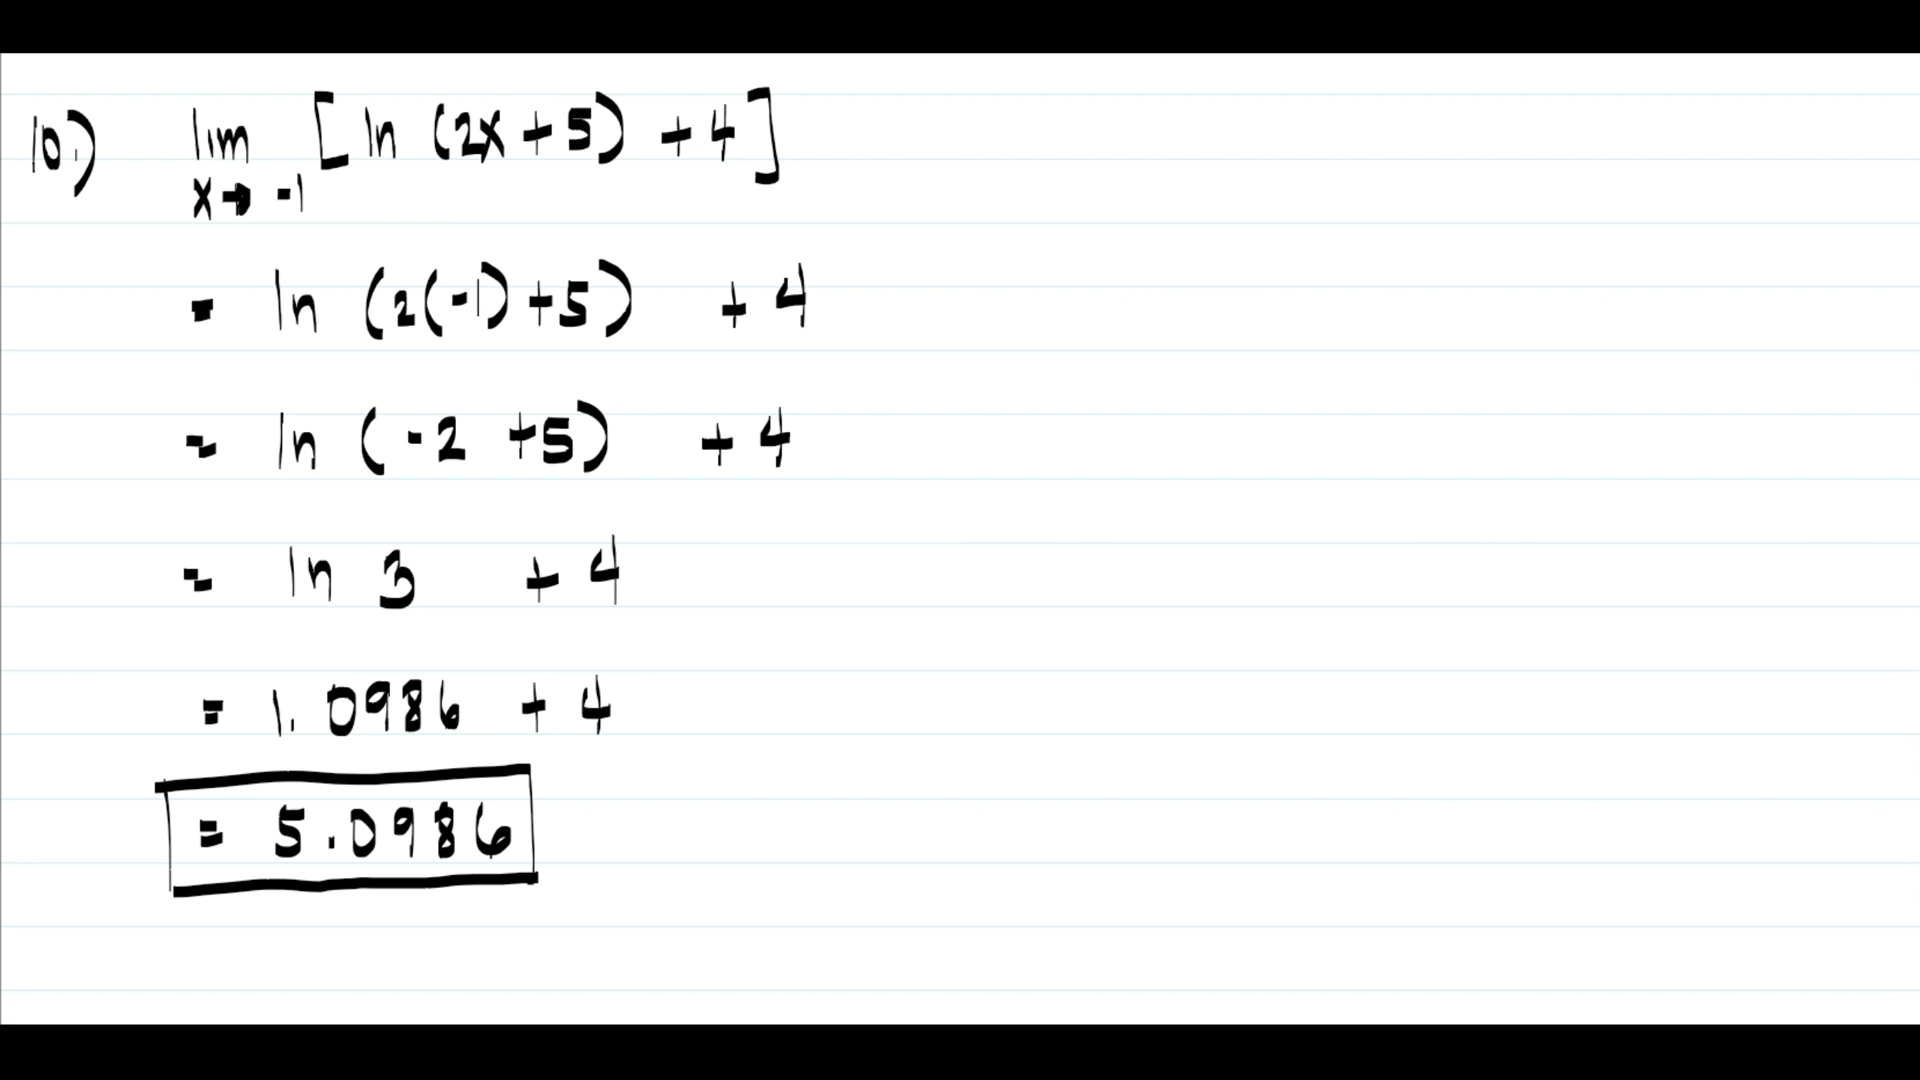 10.) lim [ln (2x + 5) + 4]
x → -1
= ln (2(-1) + 5) + 4
= ln (-2 + 5) + 4
= ln 3 + 4
= 1.0986 + 4
= 5.0986